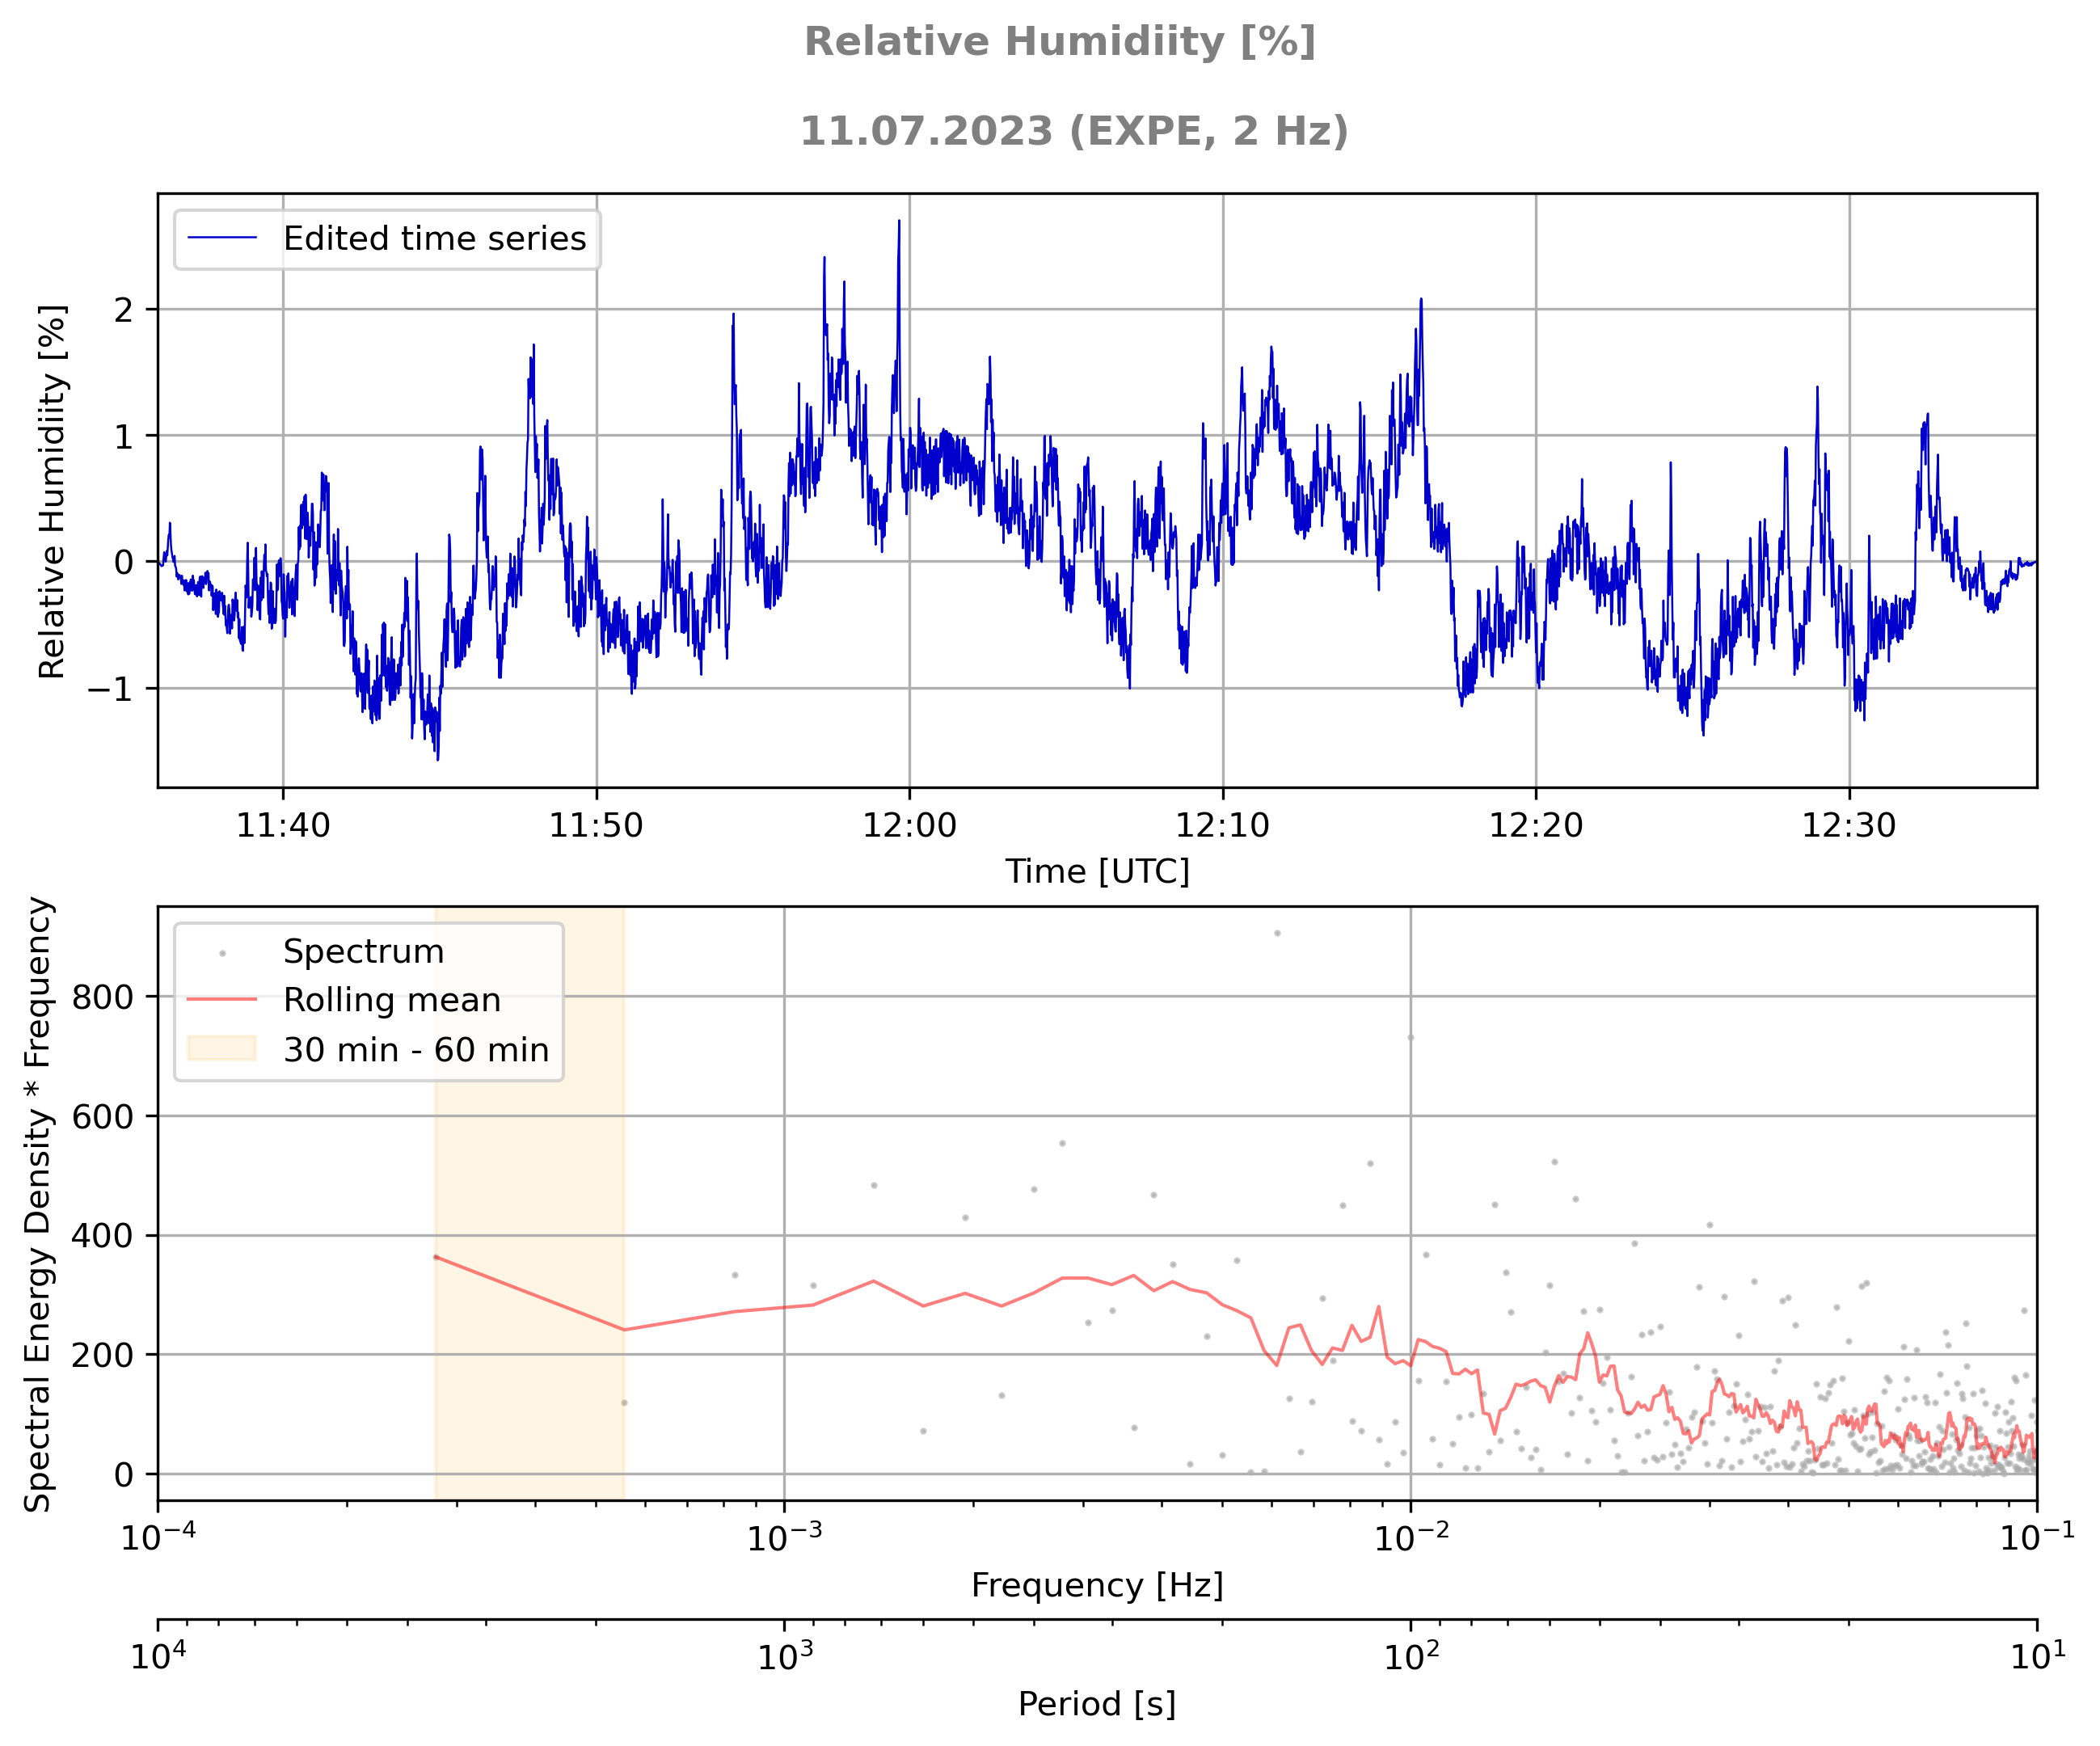 Relative Humidiity [%]
11.07.2023 (EXPE, 2 Hz)
Edited time series
Relative Humidiity [%]
2
1
0
−1
11:40 11:50 12:00 12:10 12:20 12:30
Time [UTC]
Spectrum
Rolling mean
30 min - 60 min
Spectral Energy Density * Frequency
800
600
400
200
0
10⁻⁴ 10⁻³ 10⁻² 10⁻¹
Frequency [Hz]
10⁴ 10³ 10² 10¹
Period [s]